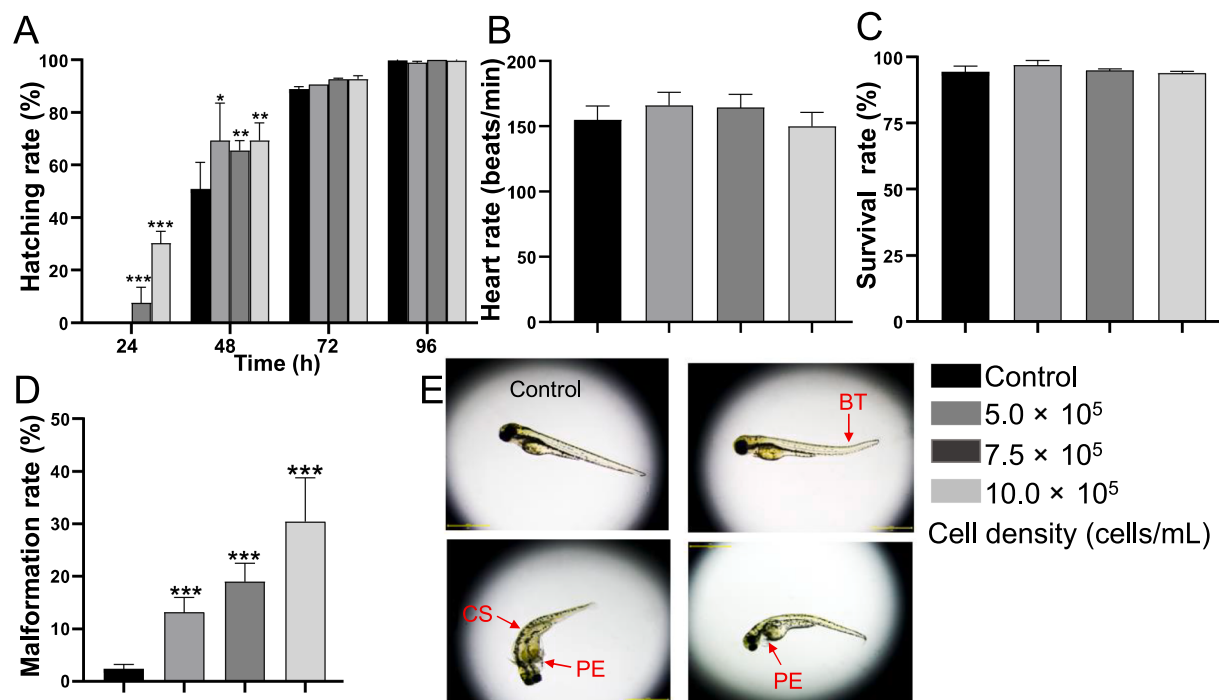 A
Hatching rate (%)
100
80
60
40
20
0
***
***
*
**
**
24
48
72
96
Time (h)
B
Heart rate (beats/min)
200
150
100
50
0
C
Survival rate (%)
100
75
50
25
0
D
Malformation rate (%)
50
40
30
20
10
0
***
***
***
E
Control
BT
CS
PE
PE
Control
5.0 × 10⁵
7.5 × 10⁵
10.0 × 10⁵
Cell density (cells/mL)